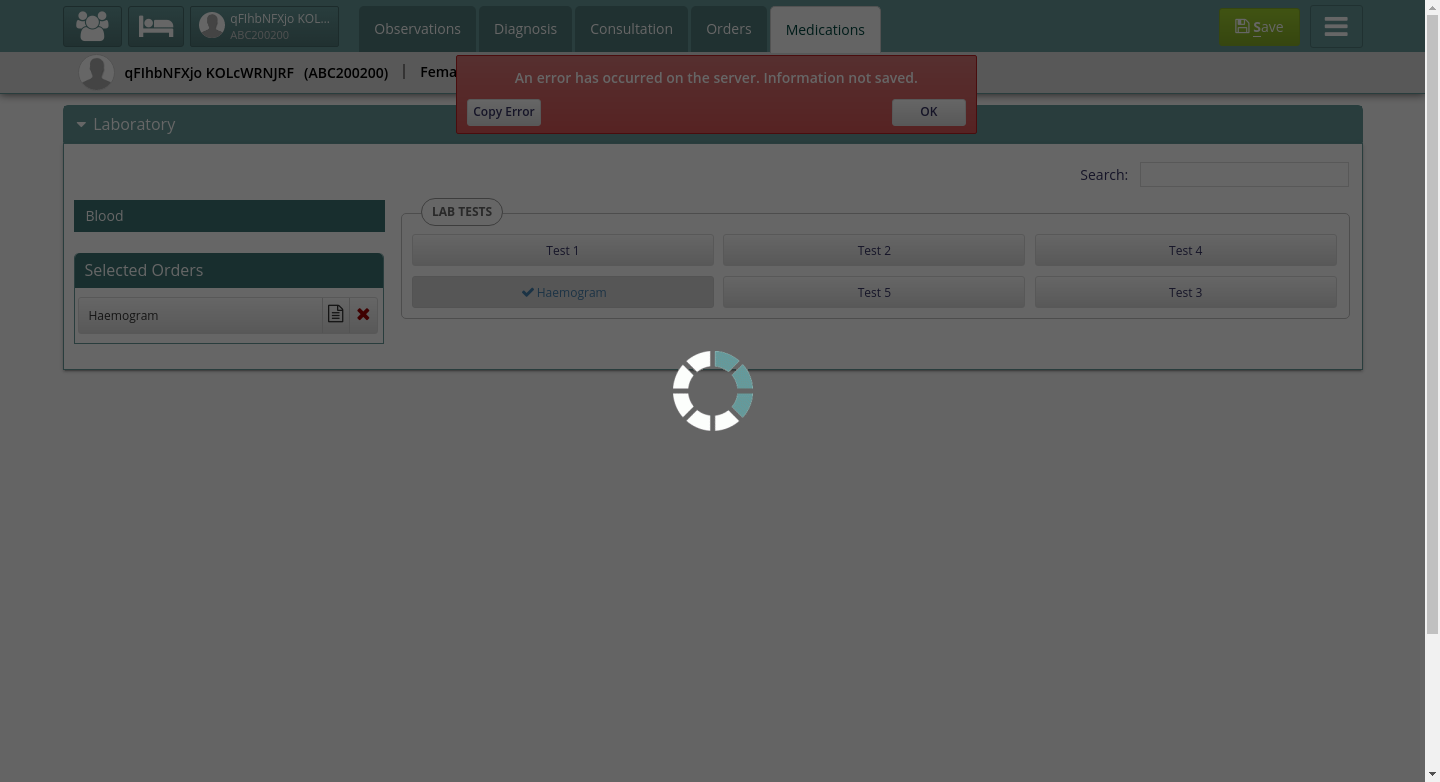 qFIhbNFXjo KOL...
ABC200200
Observations
Diagnosis
Consultation
Orders
Medications
Save
qFIhbNFXjo KOLcWRNJRF (ABC200200) | Fema
An error has occurred on the server. Information not saved.
Copy Error
OK
Laboratory
Search:
Blood
LAB TESTS
Test 1
Test 2
Test 4
Haemogram
Test 5
Test 3
Selected Orders
Haemogram